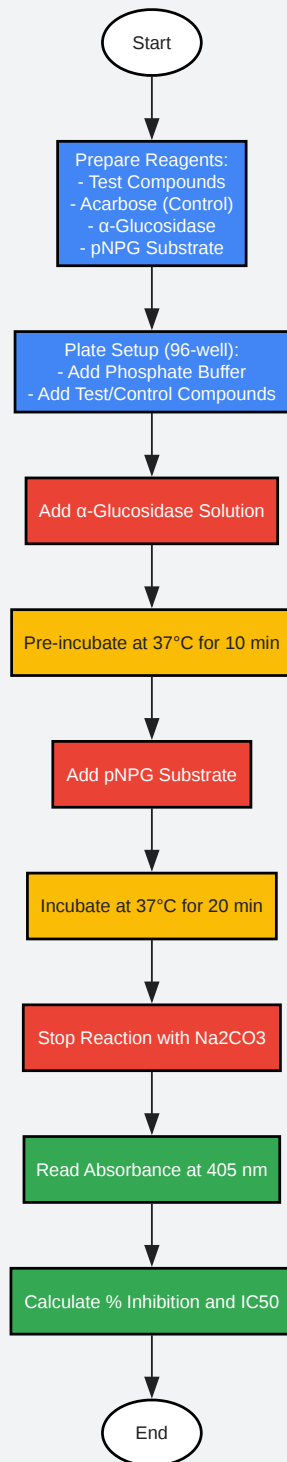 Start
Prepare Reagents:
- Test Compounds
- Acarbose (Control)
- α-Glucosidase
- pNPG Substrate
Plate Setup (96-well):
- Add Phosphate Buffer
- Add Test/Control Compounds
Add α-Glucosidase Solution
Pre-incubate at 37°C for 10 min
Add pNPG Substrate
Incubate at 37°C for 20 min
Stop Reaction with Na2CO3
Read Absorbance at 405 nm
Calculate % Inhibition and IC50
End